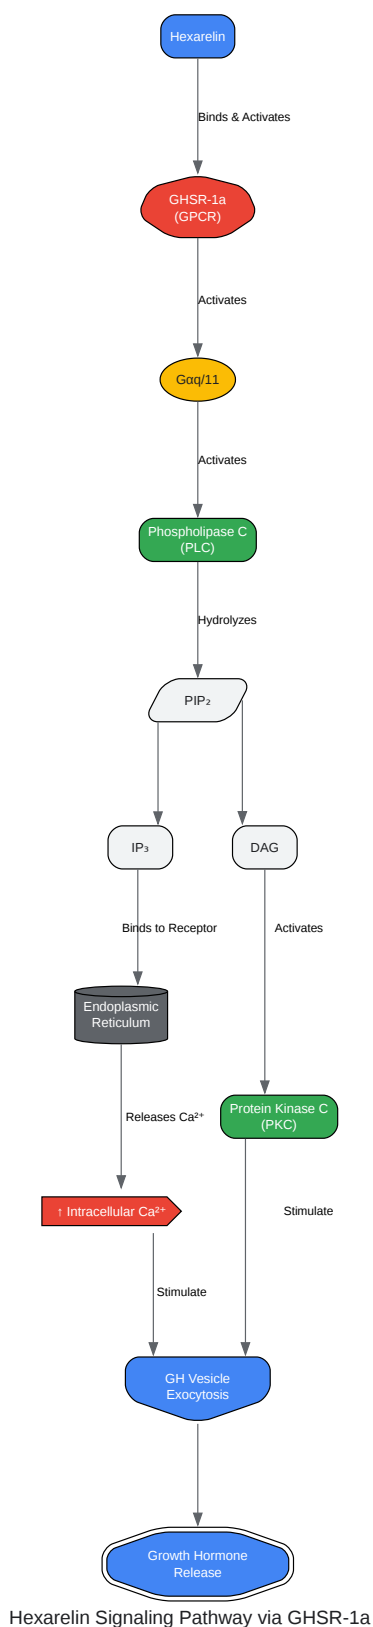 Hexarelin
Binds & Activates
GHSR-1a
(GPCR)
Activates
Gαq/11
Activates
Phospholipase C
(PLC)
Hydrolyzes
PIP₂
IP₃
DAG
Binds to Receptor
Activates
Endoplasmic
Reticulum
Releases Ca²⁺
Protein Kinase C
(PKC)
↑ Intracellular Ca²⁺
Stimulate
Stimulate
GH Vesicle
Exocytosis
Growth Hormone
Release
Hexarelin Signaling Pathway via GHSR-1a